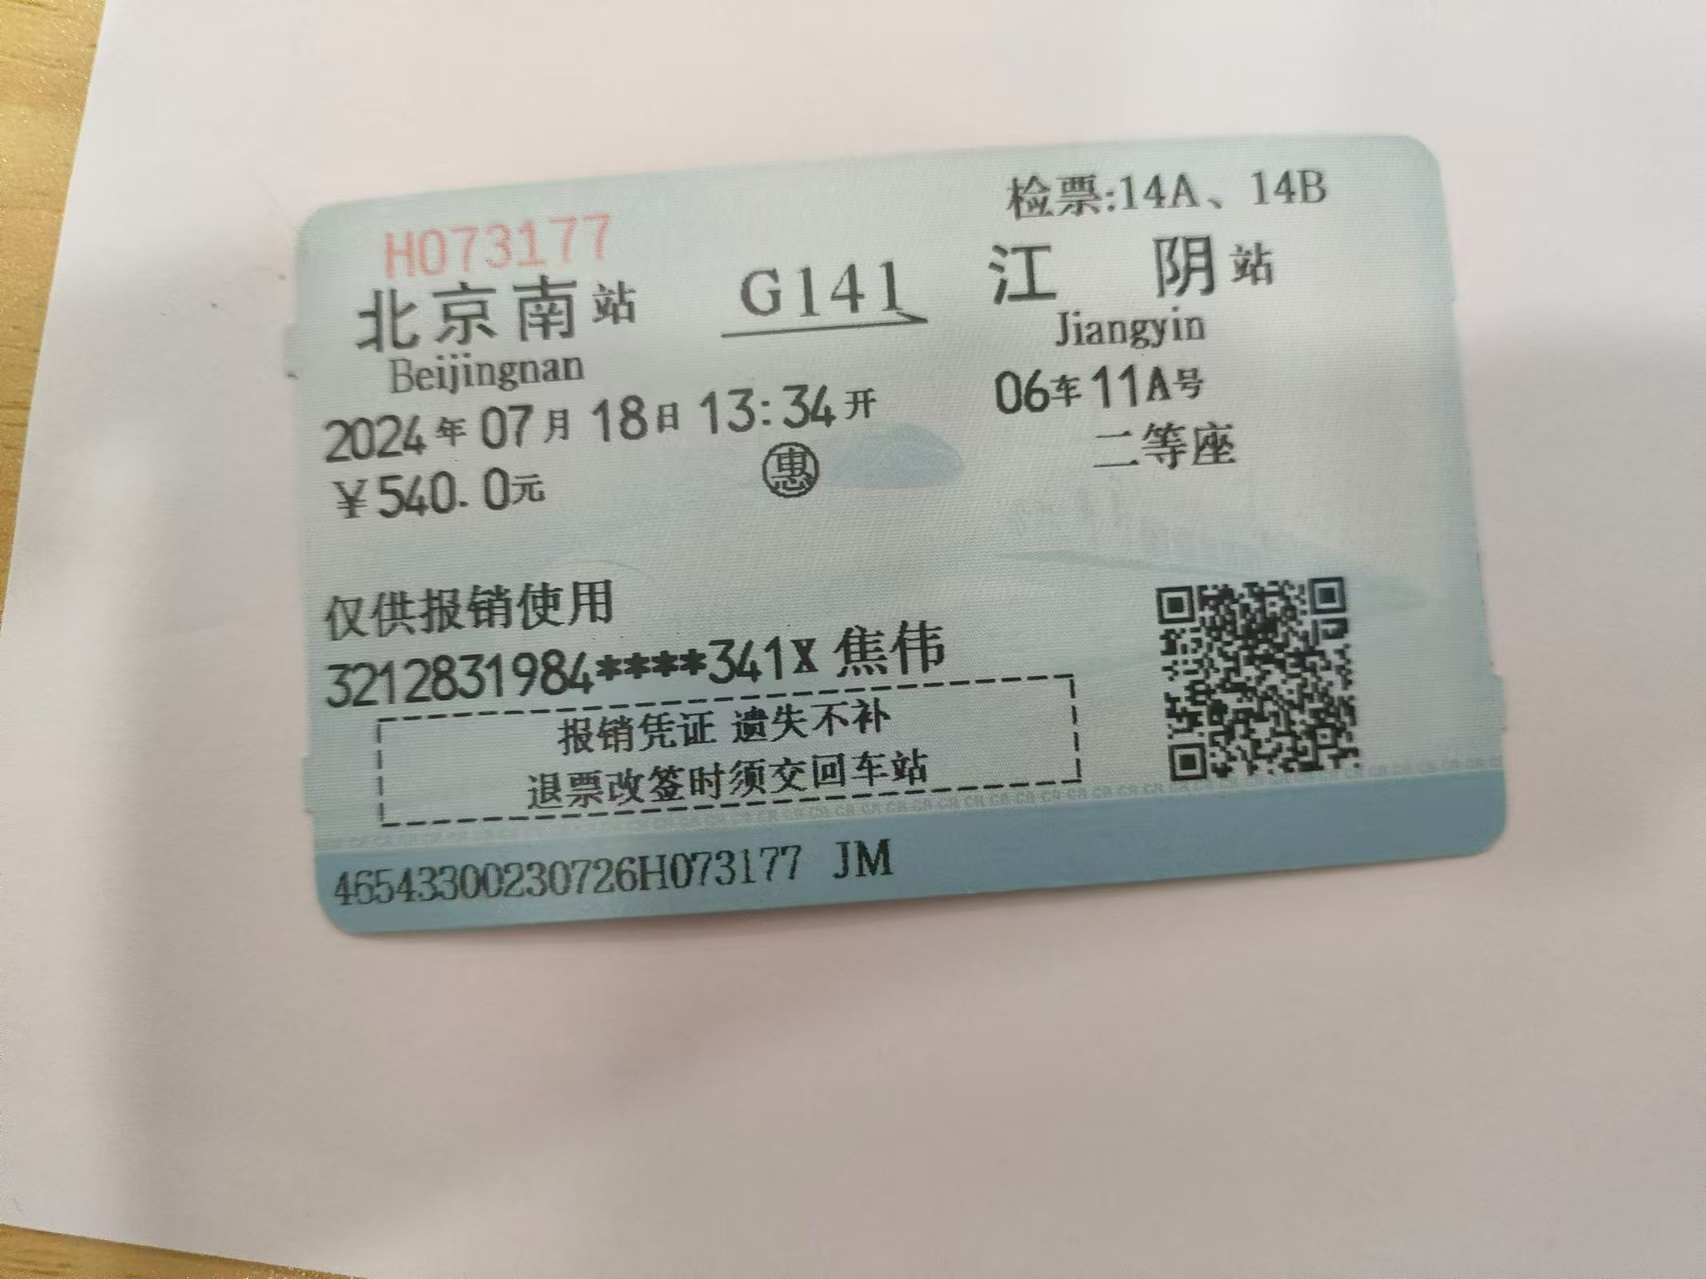 检票:14A、14B
H073177
北京南站 G141 江阴站
Beijingnan Jiangyin
2024年07月18日 13:34开 06车11A号
￥540.0元 惠 二等座
仅供报销使用
3212831984****341X 焦伟
报销凭证 遗失不补
退票改签时须交回车站
46543300230726H073177 JM